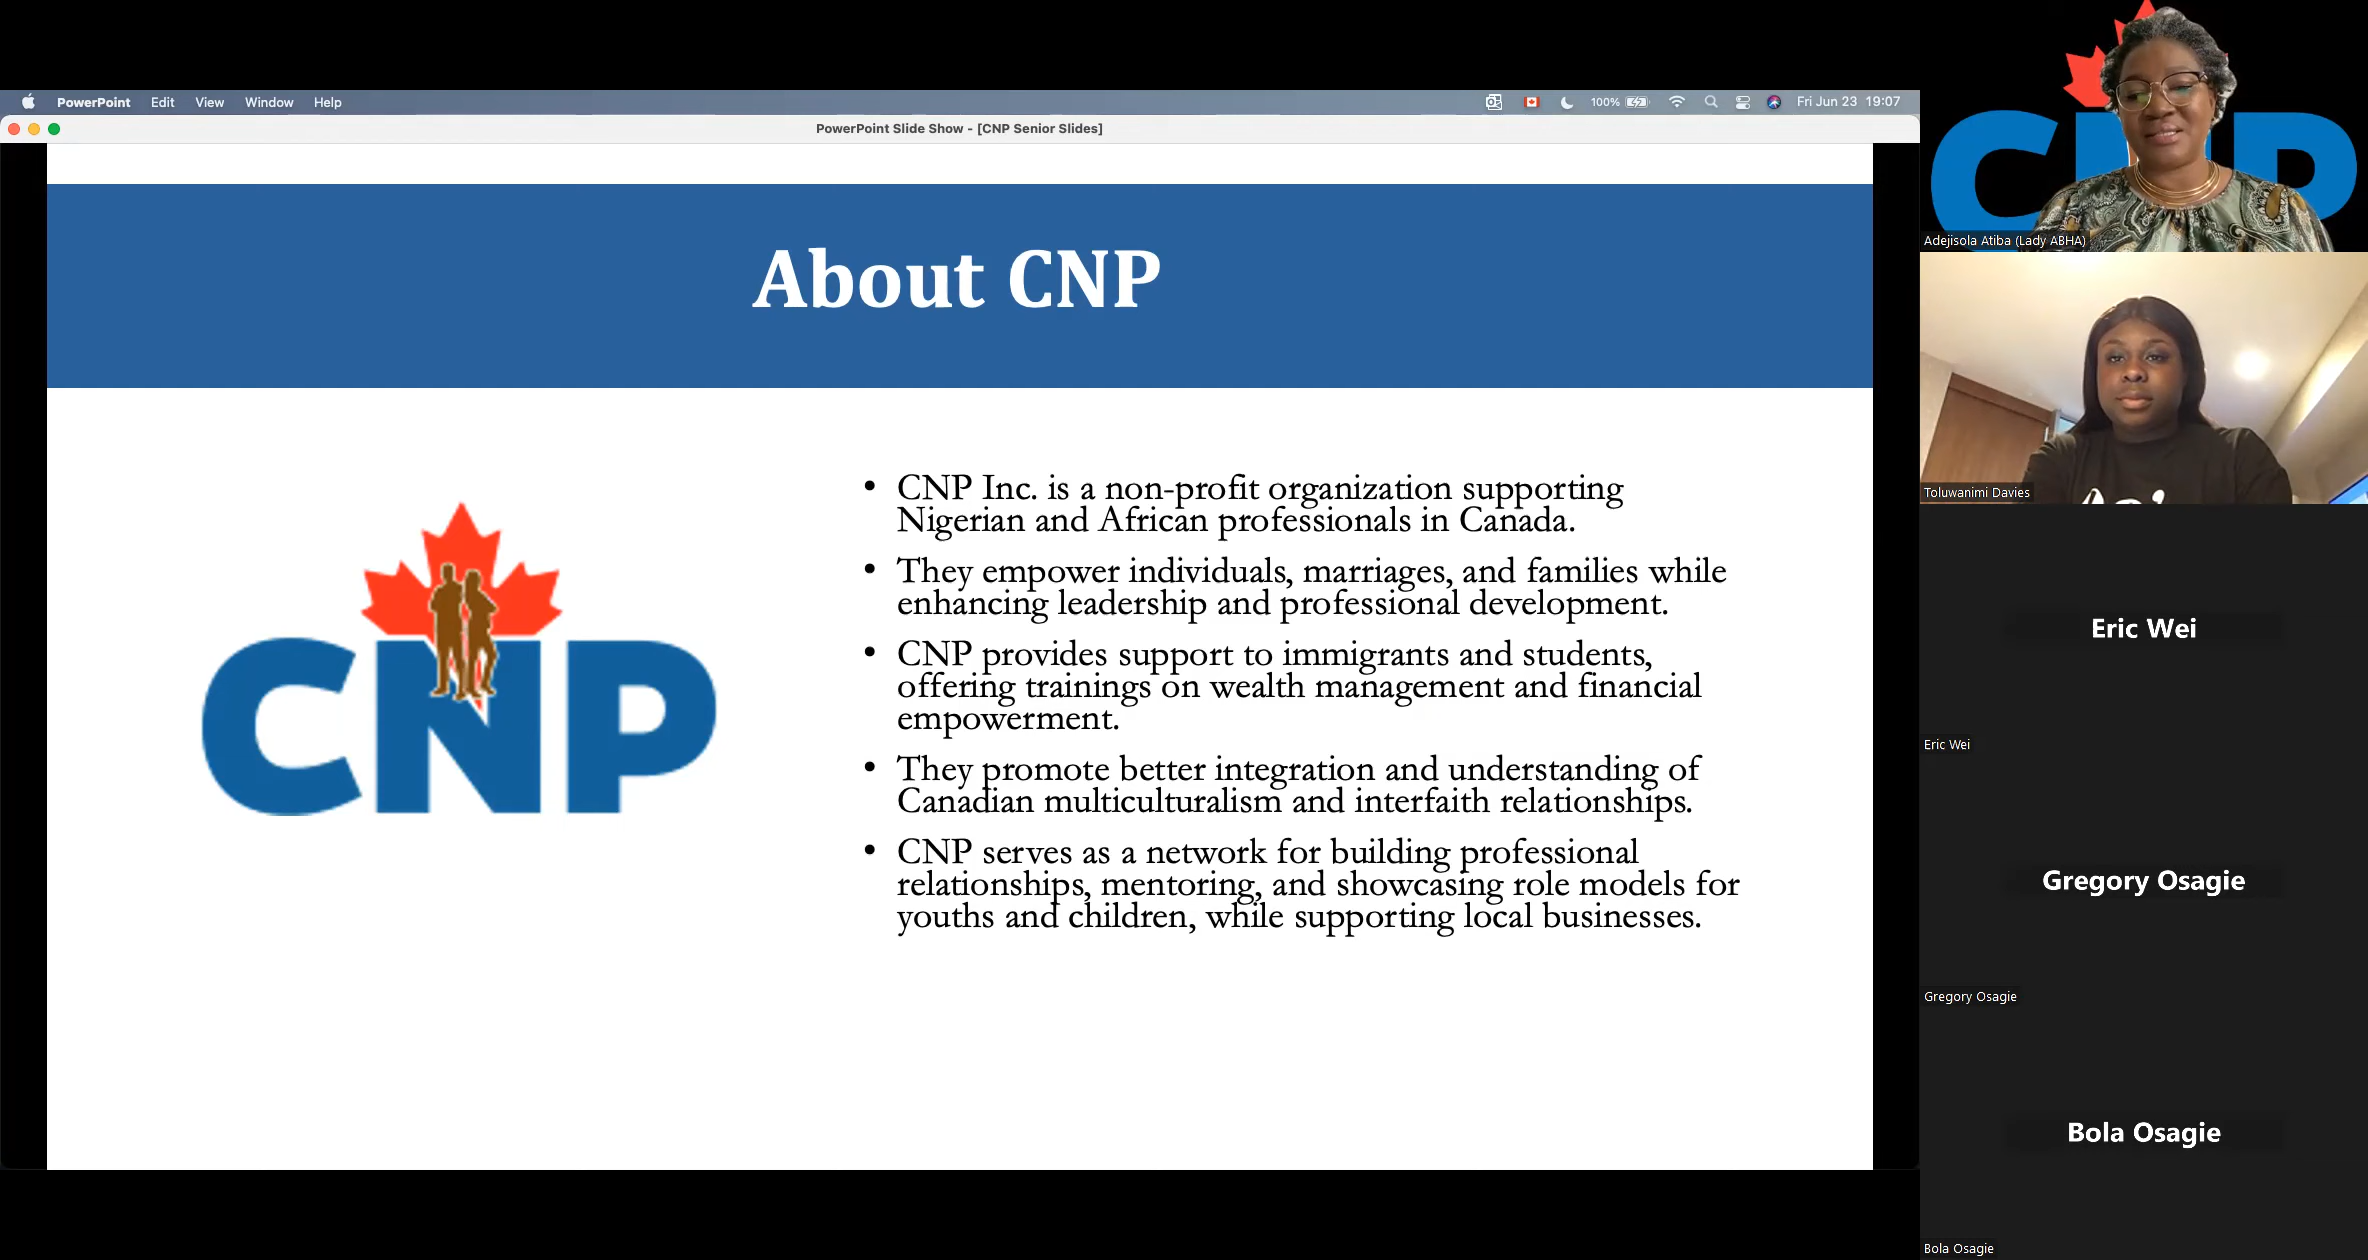 PowerPoint Edit View Window Help
100% Fri Jun 23 19:07
PowerPoint Slide Show - [CNP Senior Slides]
About CNP
CNP
• CNP Inc. is a non-profit organization supporting
Nigerian and African professionals in Canada.
• They empower individuals, marriages, and families while
enhancing leadership and professional development.
• CNP provides support to immigrants and students,
offering trainings on wealth management and financial
empowerment.
• They promote better integration and understanding of
Canadian multiculturalism and interfaith relationships.
• CNP serves as a network for building professional
relationships, mentoring, and showcasing role models for
youths and children, while supporting local businesses.
CNP
Adejisola Atiba (Lady ABHA)
Toluwanimi Davies
Eric Wei
Eric Wei
Gregory Osagie
Gregory Osagie
Bola Osagie
Bola Osagie